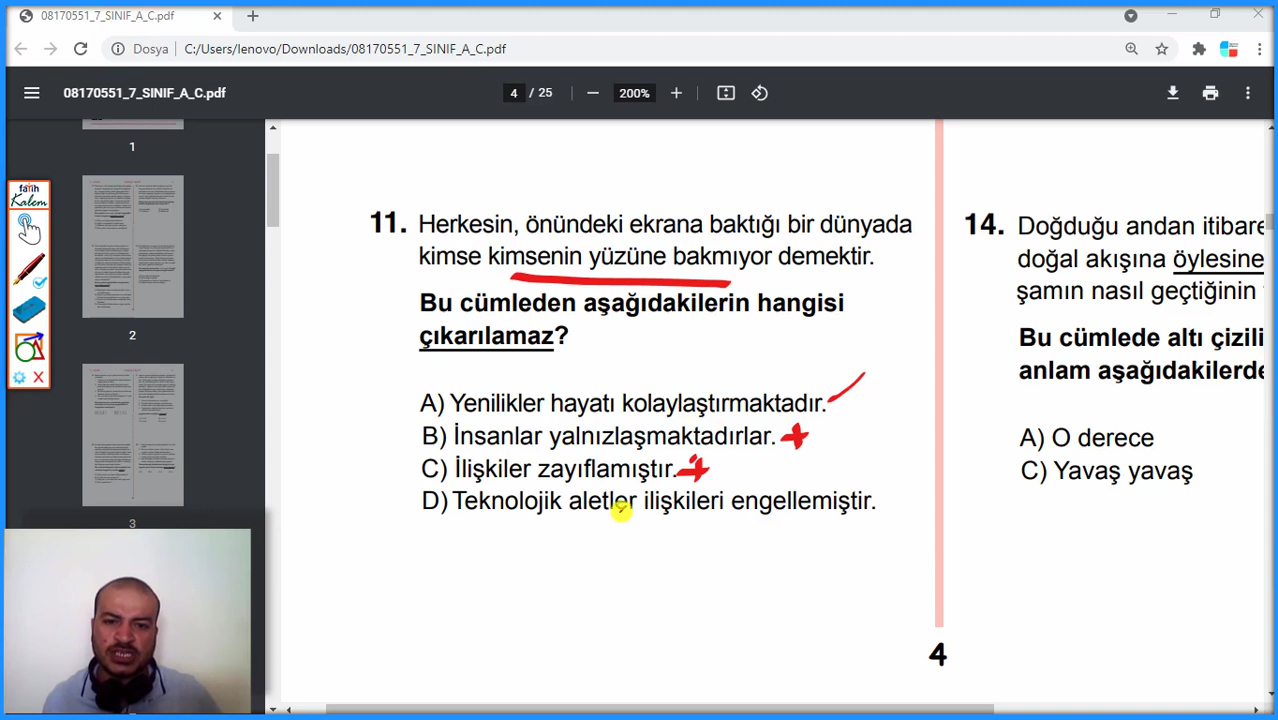 08170551_7_SINIF_A_C.pdf
Dosya
C:/Users/lenovo/Downloads/08170551_7_SINIF_A_C.pdf
08170551_7_SINIF_A_C.pdf
4 / 25
200%
1
2
3
fatih
Kalem
11. Herkesin, önündeki ekrana baktığı bir dünyada
kimse kimsenin yüzüne bakmıyor demektir.
Bu cümleden aşağıdakilerin hangisi
çıkarılamaz?
A) Yenilikler hayatı kolaylaştırmaktadır.
B) İnsanlar yalnızlaşmaktadırlar.
C) İlişkiler zayıflamıştır.
D) Teknolojik aletler ilişkileri engellemiştir.
4
14. Doğduğu andan itibare
doğal akışına öylesine
şamın nasıl geçtiğinin
Bu cümlede altı çizili
anlam aşağıdakilerde
A) O derece
C) Yavaş yavaş